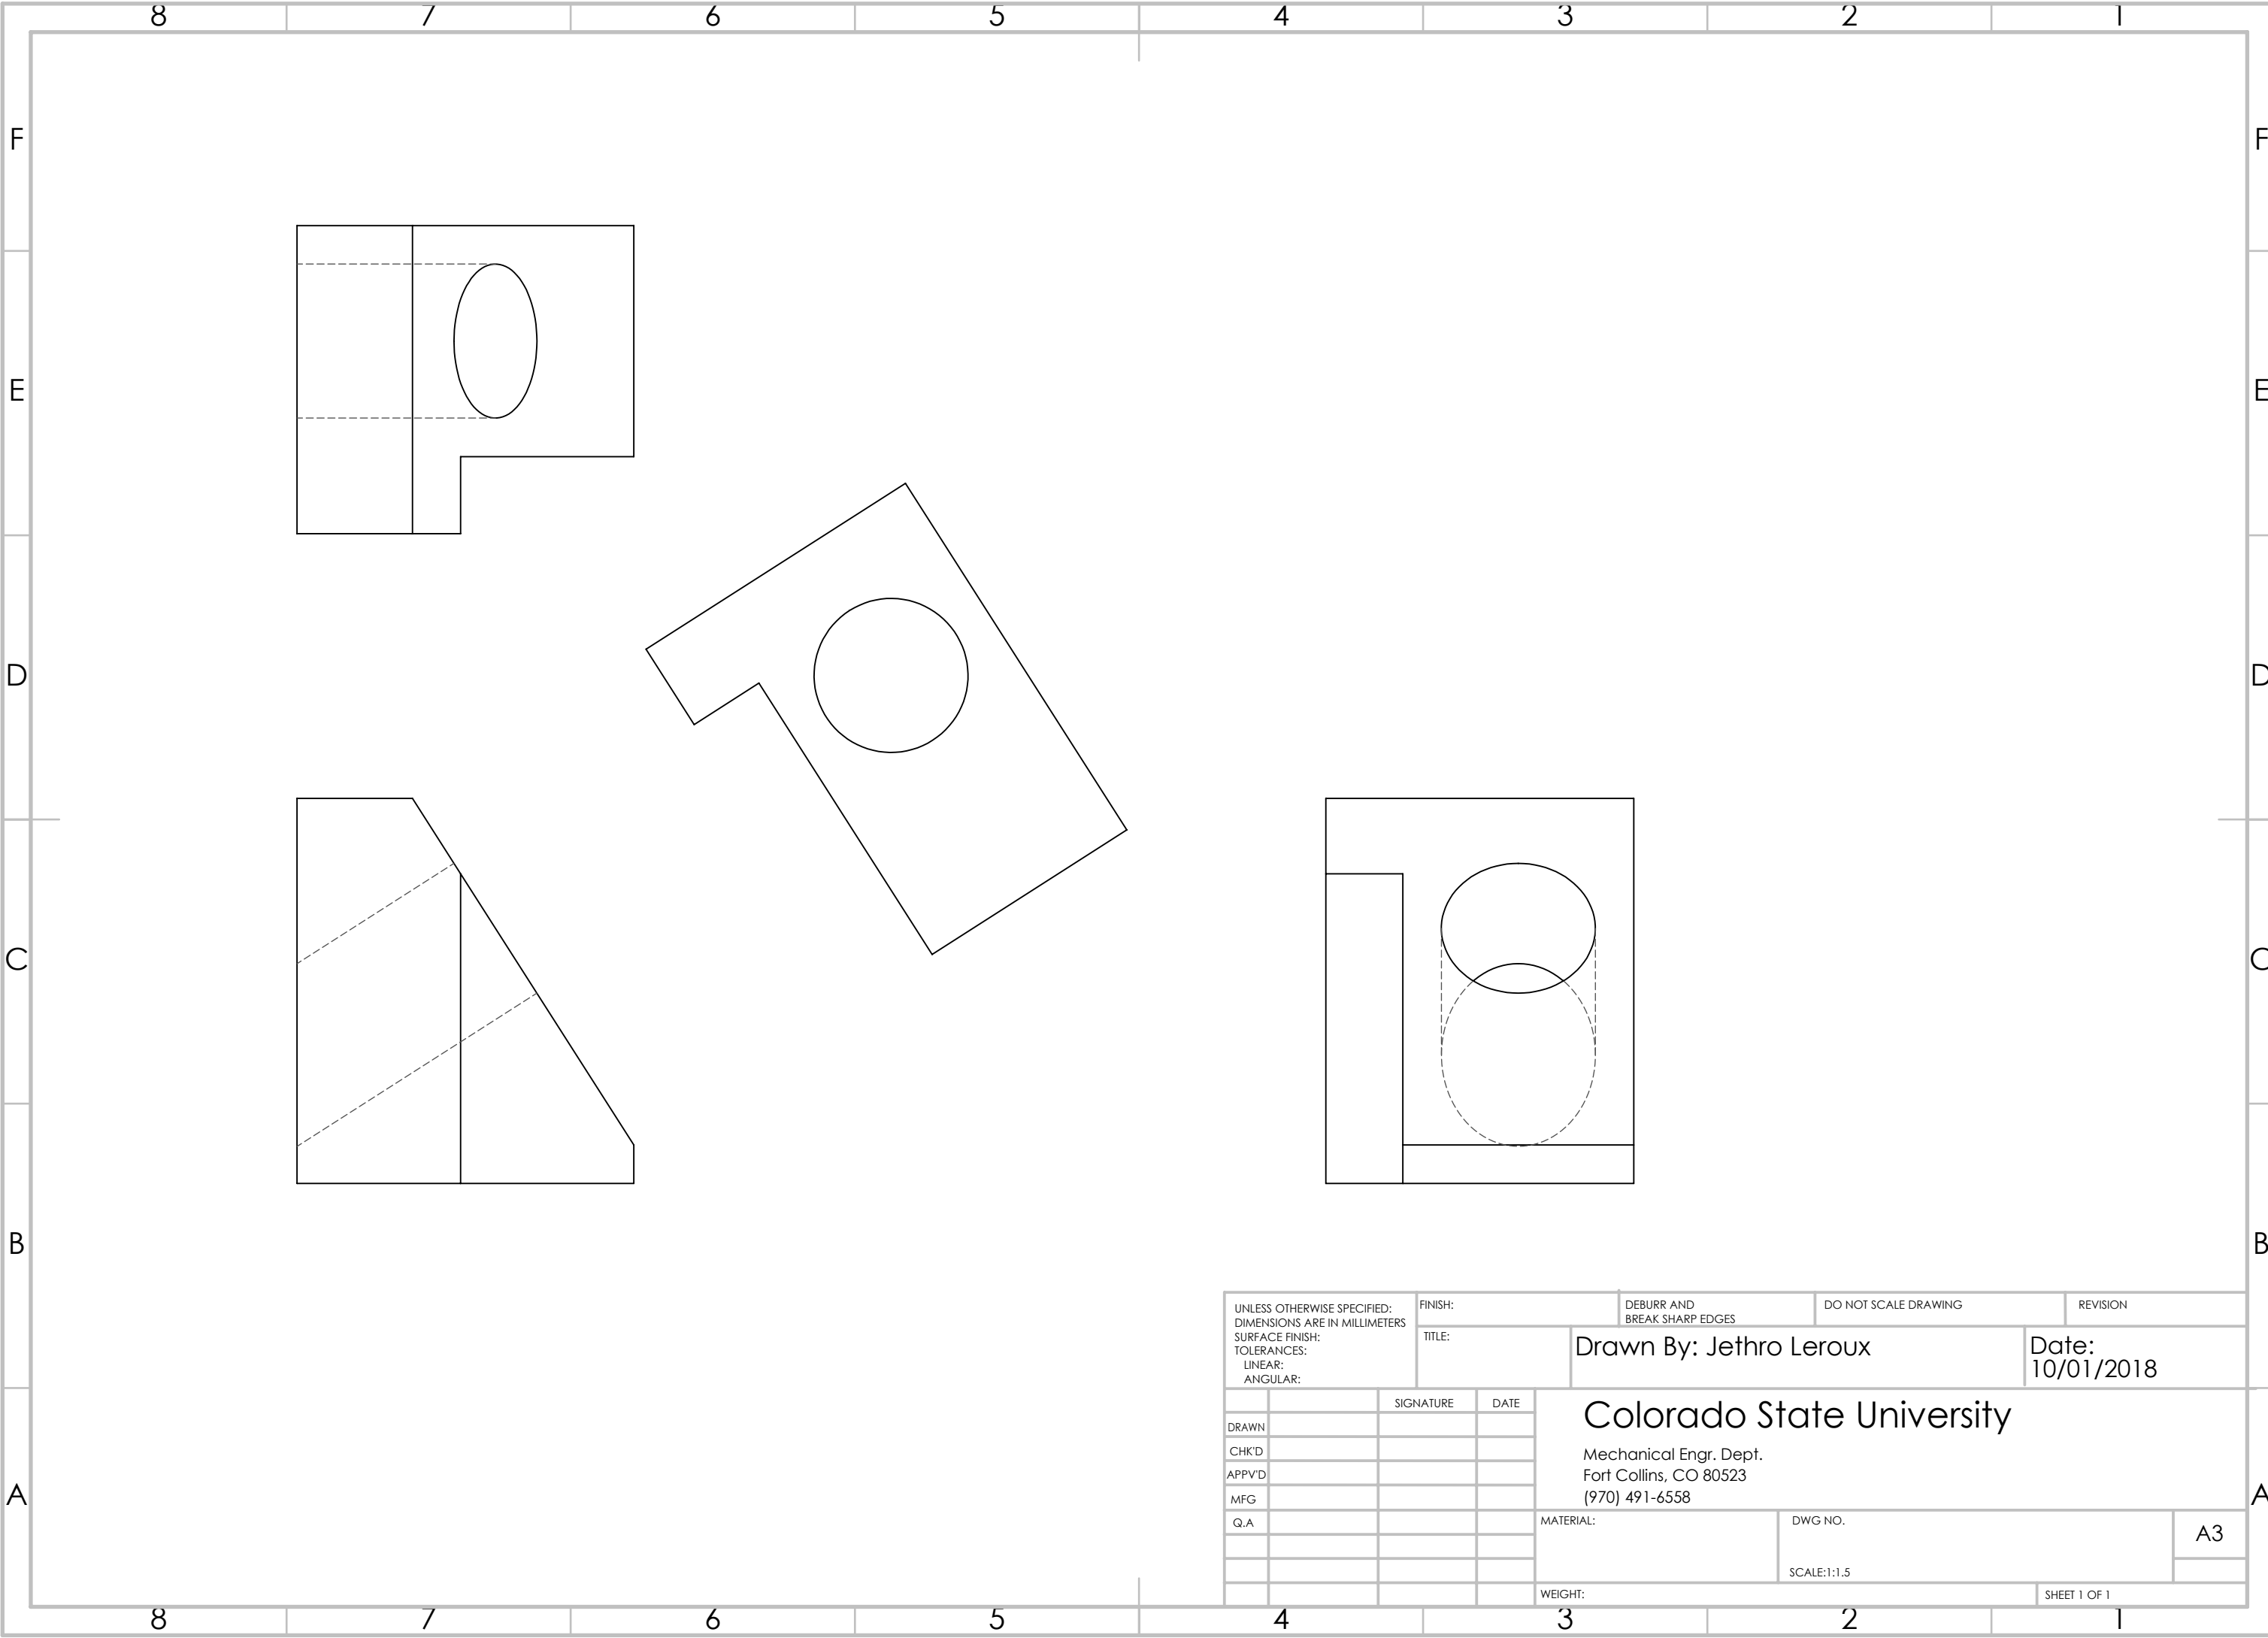 8 7 6 5 4 3 2 1
F F
E E
D D
C C
B B
A A
UNLESS OTHERWISE SPECIFIED:
DIMENSIONS ARE IN MILLIMETERS
SURFACE FINISH:
TOLERANCES:
LINEAR:
ANGULAR:
FINISH:
DEBURR AND
BREAK SHARP EDGES
DO NOT SCALE DRAWING
REVISION
TITLE:
Drawn By: Jethro Leroux
Date:
10/01/2018
SIGNATURE
DATE
DRAWN
CHK'D
APPV'D
MFG
Q.A
Colorado State University
Mechanical Engr. Dept.
Fort Collins, CO 80523
(970) 491-6558
MATERIAL:
DWG NO.
A3
SCALE:1:1.5
WEIGHT:
SHEET 1 OF 1
8 7 6 5 4 3 2 1